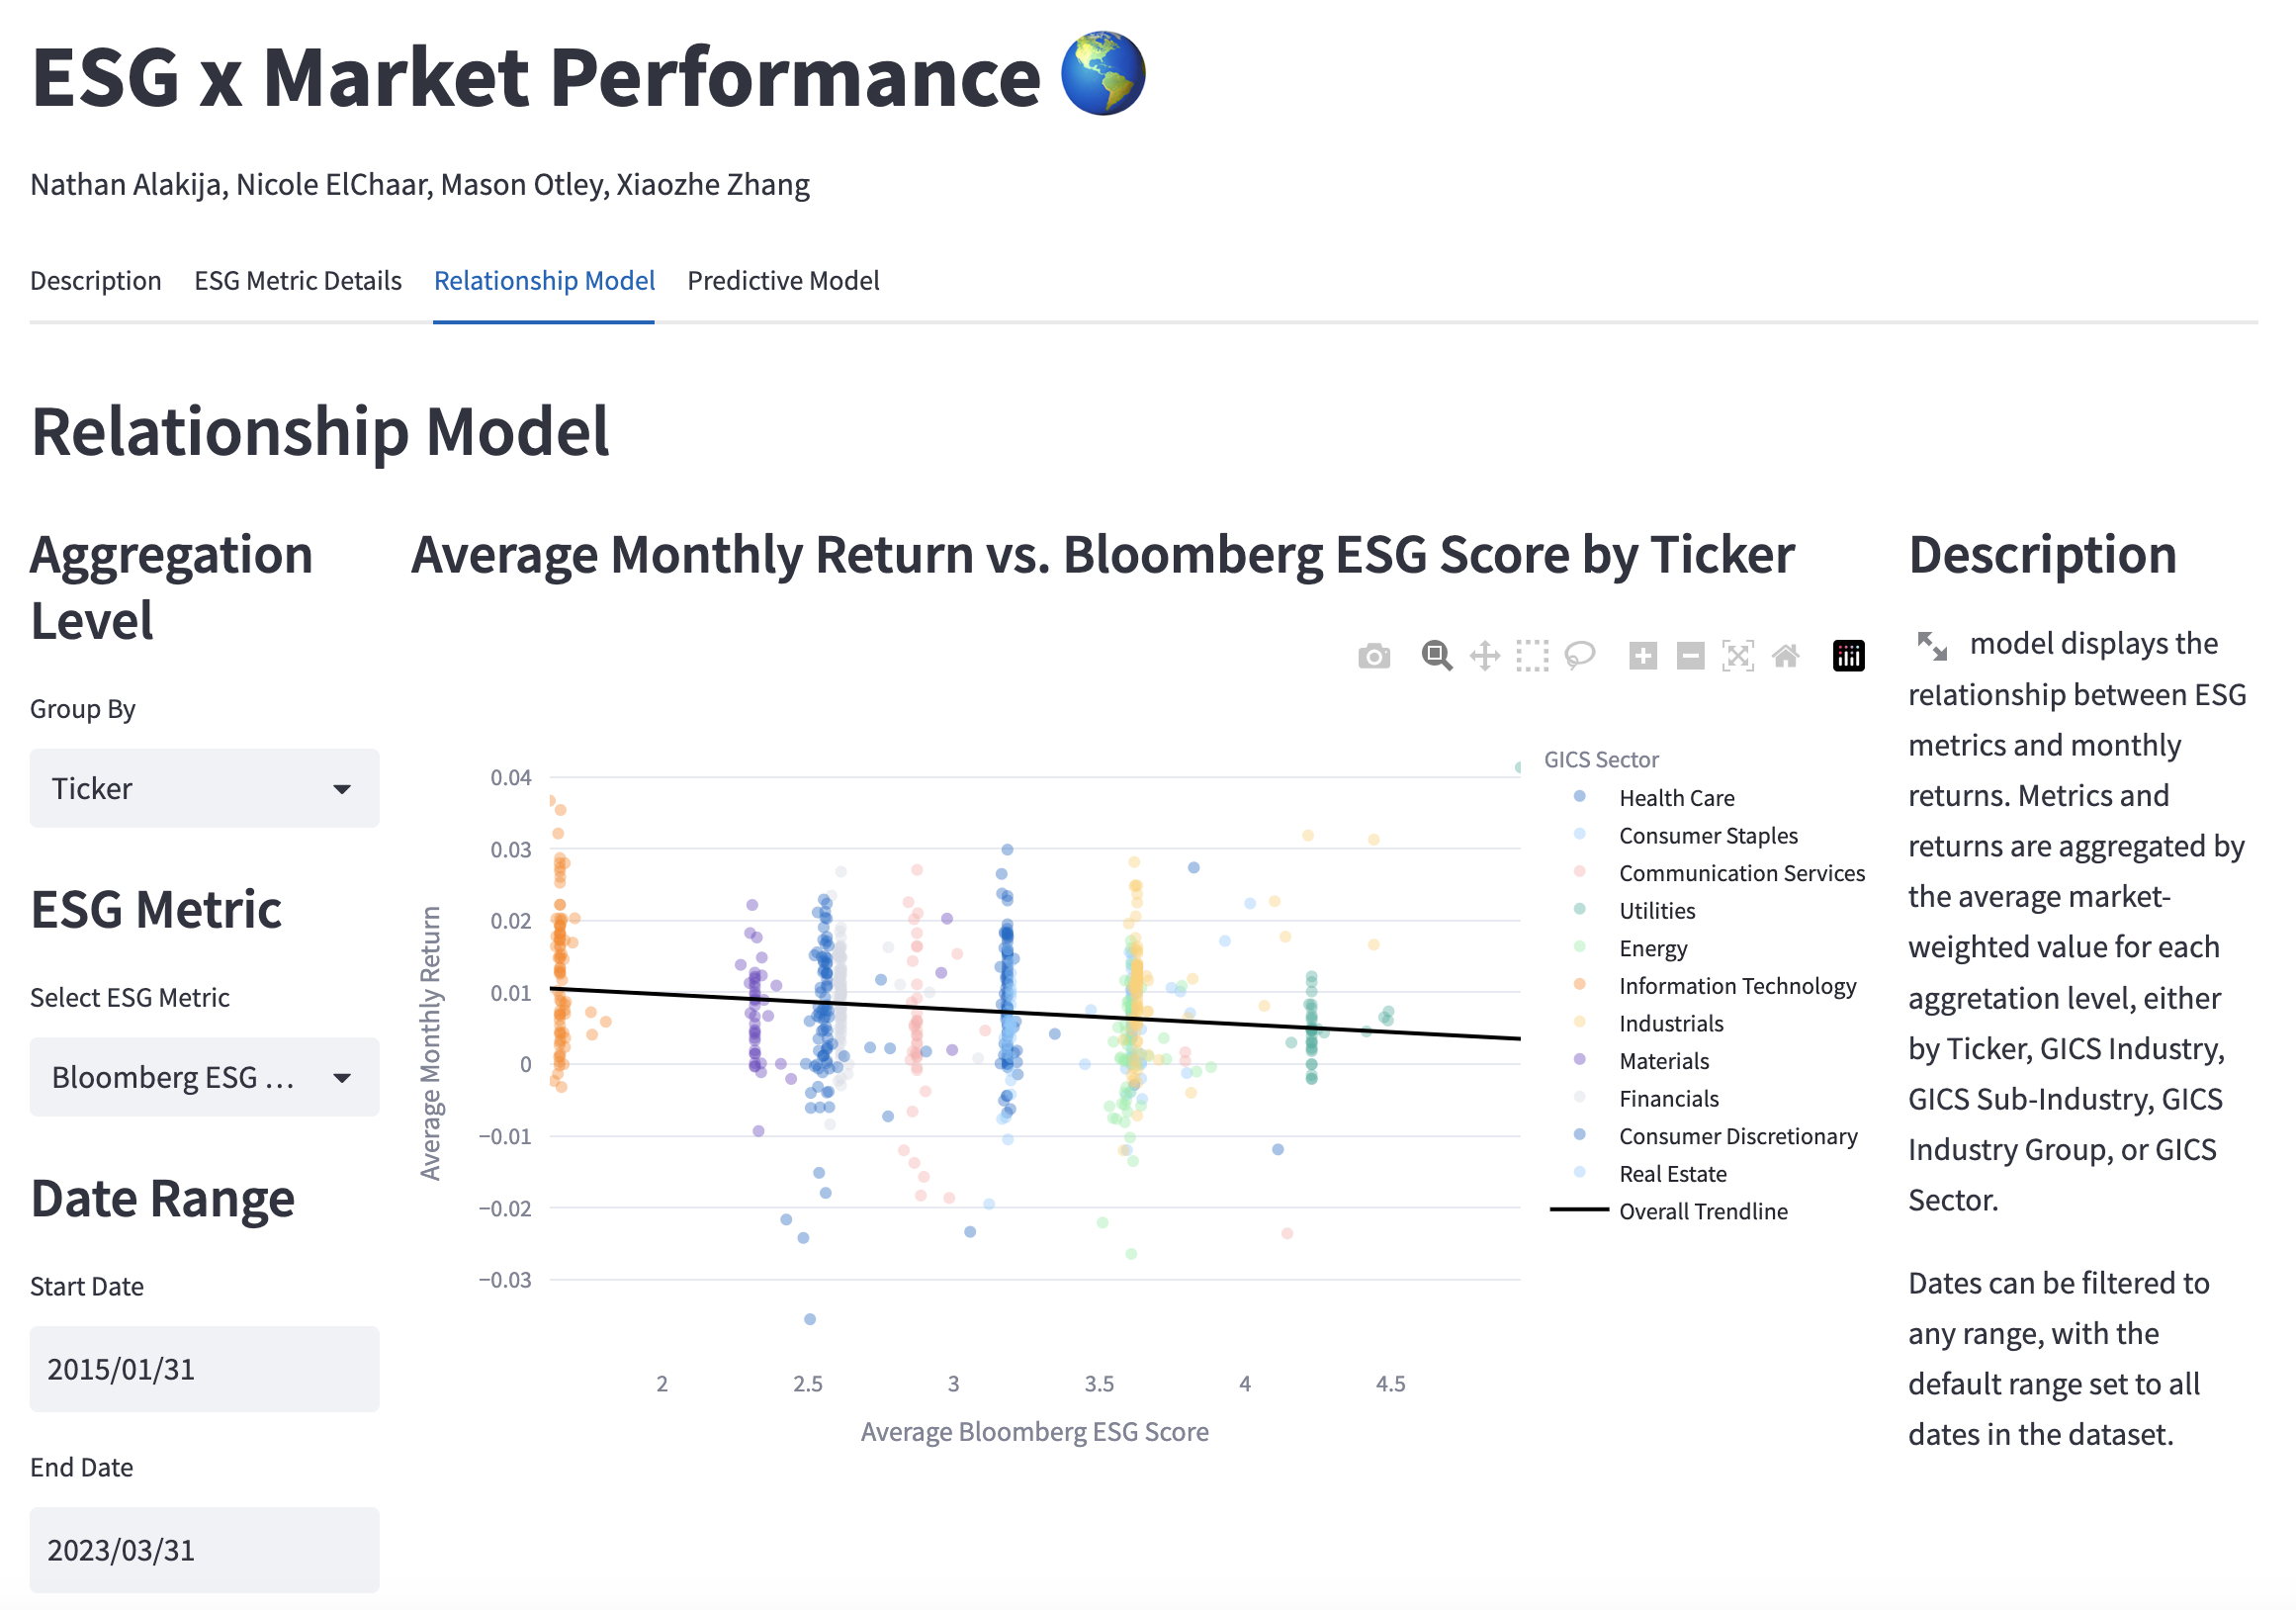 ESG x Market Performance
Nathan Alakija, Nicole ElChaar, Mason Otley, Xiaozhe Zhang
Description
ESG Metric Details
Relationship Model
Predictive Model
Relationship Model
Aggregation
Level
Group By
Ticker
ESG Metric
Select ESG Metric
Bloomberg ESG ...
Date Range
Start Date
2015/01/31
End Date
2023/03/31
Average Monthly Return vs. Bloomberg ESG Score by Ticker
Average Monthly Return
0.04
0.03
0.02
0.01
0
−0.01
−0.02
−0.03
2
2.5
3
3.5
4
4.5
Average Bloomberg ESG Score
GICS Sector
Health Care
Consumer Staples
Communication Services
Utilities
Energy
Information Technology
Industrials
Materials
Financials
Consumer Discretionary
Real Estate
Overall Trendline
Description
model displays the
relationship between ESG
metrics and monthly
returns. Metrics and
returns are aggregated by
the average market-
weighted value for each
aggretation level, either
by Ticker, GICS Industry,
GICS Sub-Industry, GICS
Industry Group, or GICS
Sector.
Dates can be filtered to
any range, with the
default range set to all
dates in the dataset.